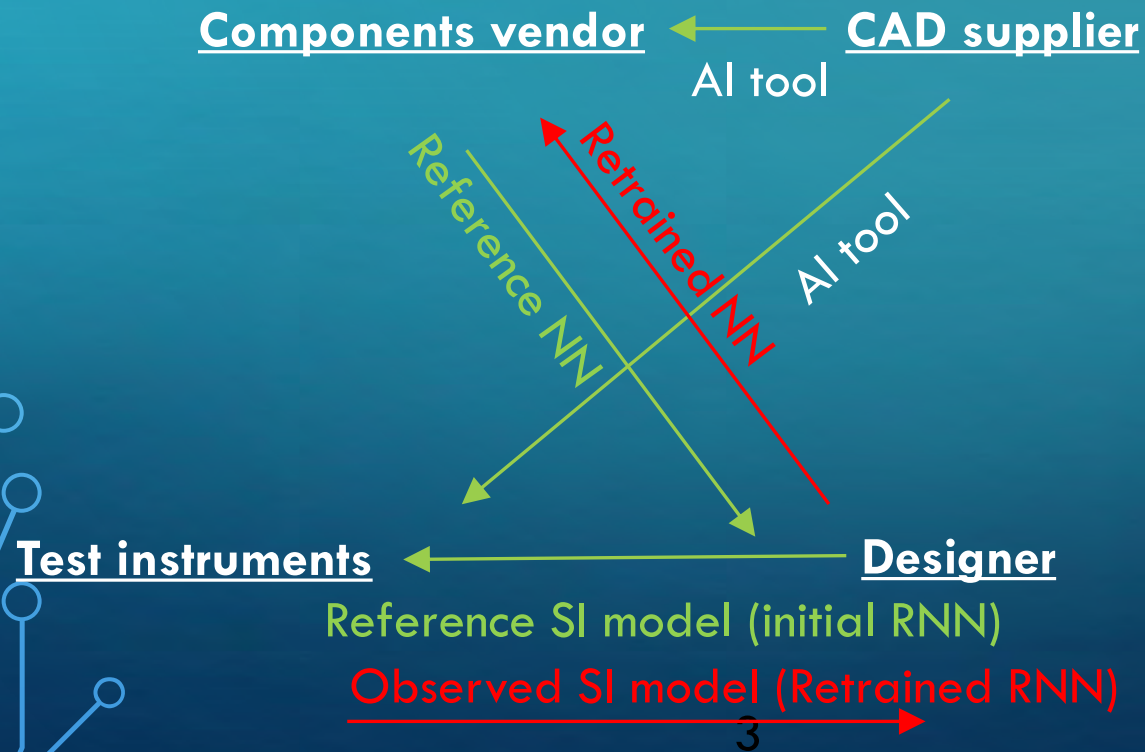 Components vendor
CAD supplier
AI tool
Reference NN
Retrained NN
AI tool
Test instruments
Designer
Reference SI model (initial RNN)
Observed SI model (Retrained RNN)
3